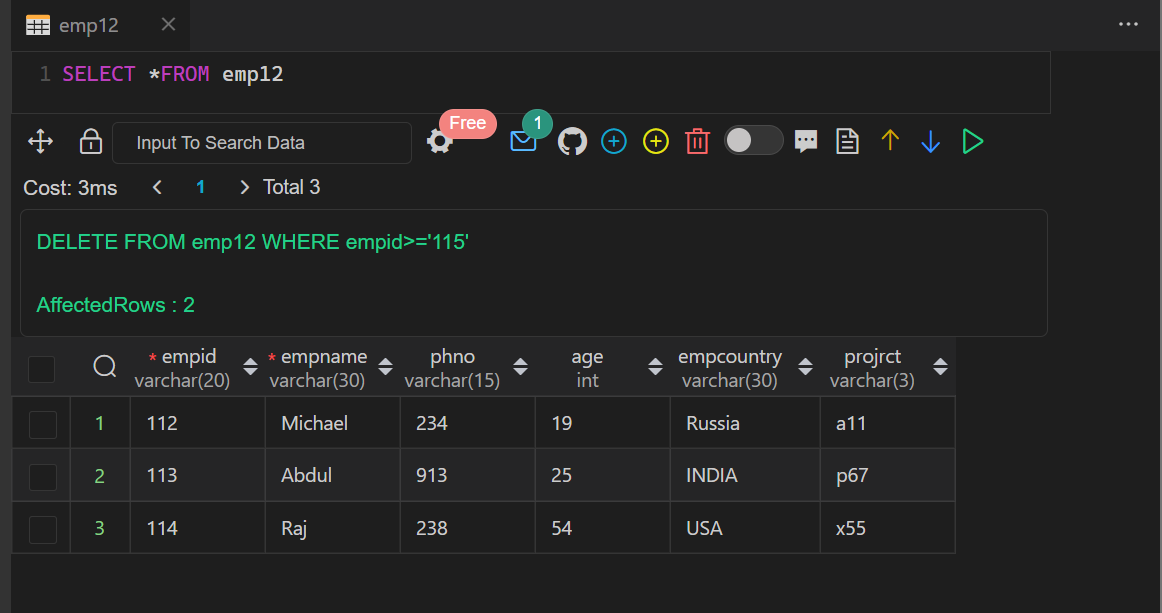 emp12
1 SELECT *FROM emp12
Input To Search Data Free 1
Cost: 3ms 1 Total 3
DELETE FROM emp12 WHERE empid>='115'
AffectedRows : 2
* empid * empname phno age empcountry projrct
varchar(20) varchar(30) varchar(15) int varchar(30) varchar(3)
1 112 Michael 234 19 Russia a11
2 113 Abdul 913 25 INDIA p67
3 114 Raj 238 54 USA x55